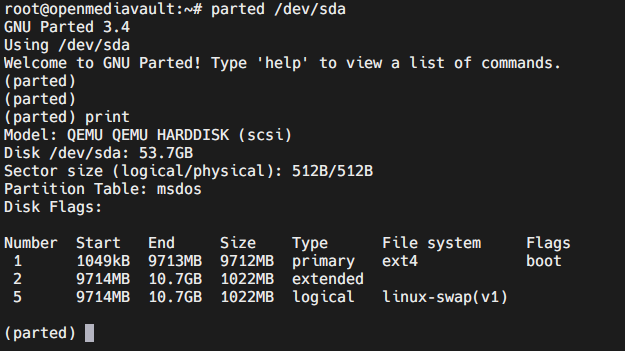 root@openmediavault:~# parted /dev/sda
GNU Parted 3.4
Using /dev/sda
Welcome to GNU Parted! Type 'help' to view a list of commands.
(parted)
(parted)
(parted) print
Model: QEMU QEMU HARDDISK (scsi)
Disk /dev/sda: 53.7GB
Sector size (logical/physical): 512B/512B
Partition Table: msdos
Disk Flags:

Number  Start   End     Size    Type      File system     Flags
 1      1049kB  9713MB  9712MB  primary   ext4            boot
 2      9714MB  10.7GB  1022MB  extended
 5      9714MB  10.7GB  1022MB  logical   linux-swap(v1)

(parted)